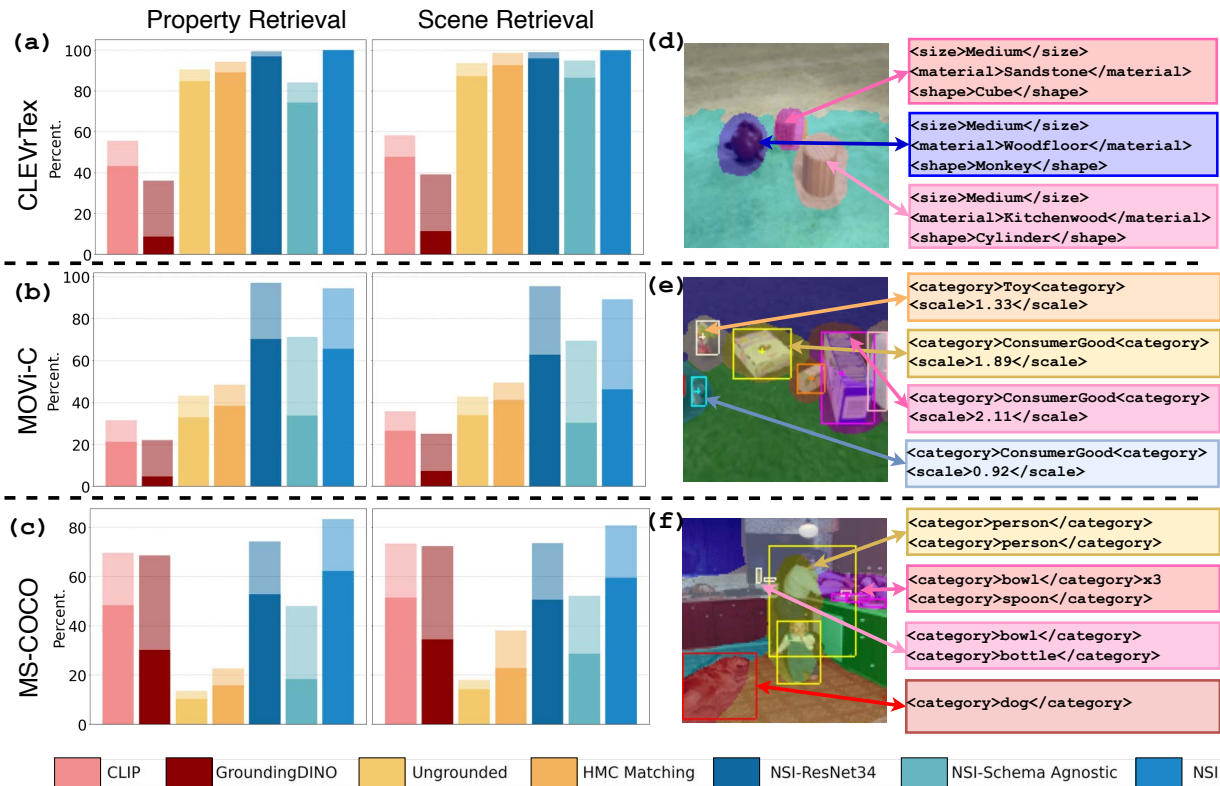 Property Retrieval
Scene Retrieval
(a)
CLEVrTex
Percent.
100
80
60
40
20
0
(d)
<size>Medium</size>
<material>Sandstone</material>
<shape>Cube</shape>
<size>Medium</size>
<material>Woodfloor</material>
<shape>Monkey</shape>
<size>Medium</size>
<material>Kitchenwood</material>
<shape>Cylinder</shape>
(b)
MOVi-C
Percent.
100
80
60
40
20
0
(e)
<category>Toy<category>
<scale>1.33</scale>
<category>ConsumerGood<category>
<scale>1.89</scale>
<category>ConsumerGood<category>
<scale>2.11</scale>
<category>ConsumerGood<category>
<scale>0.92</scale>
(c)
MS-COCO
Percent.
80
60
40
20
0
(f)
<categor>person</category>
<category>person</category>
<category>bowl</category>x3
<category>spoon</category>
<category>bowl</category>
<category>bottle</category>
<category>dog</category>
CLIP
GroundingDINO
Ungrounded
HMC Matching
NSI-ResNet34
NSI-Schema Agnostic
NSI